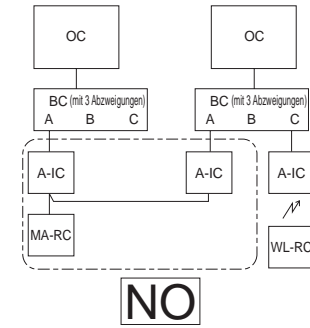 OC OC
BC (mit 3 Abzweigungen) BC (mit 3 Abzweigungen)
A B C A B C
A-IC A-IC A-IC
MA-RC WL-RC
NO